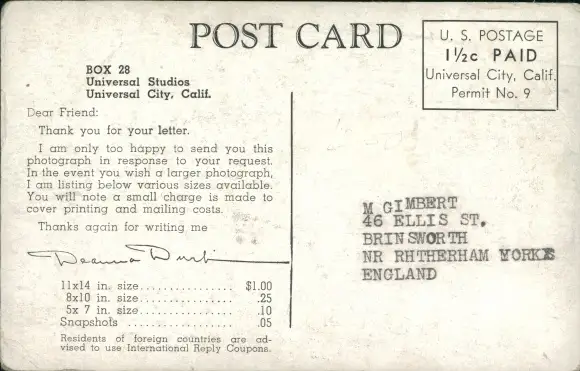 POST CARD
U. S. POSTAGE
1½c PAID
Universal City, Calif.
Permit No. 9
BOX 28
Universal Studios
Universal City, Calif.
Dear Friend:
Thank you for your letter.
I am only too happy to send you this
photograph in response to your request.
In the event you wish a larger photograph,
I am listing below various sizes available.
You will note a small charge is made to
cover printing and mailing costs.
Thanks again for writing me
Deanna Durbin
11x14 in. size................ $1.00
8x10 in. size................ .25
5x 7 in. size................ .10
Snapshots .................. .05
Residents of foreign countries are ad-
vised to use International Reply Coupons.
M GIMBERT
46 ELLIS ST.
BRINSWORTH
NR RHTHERHAM YORKS
ENGLAND